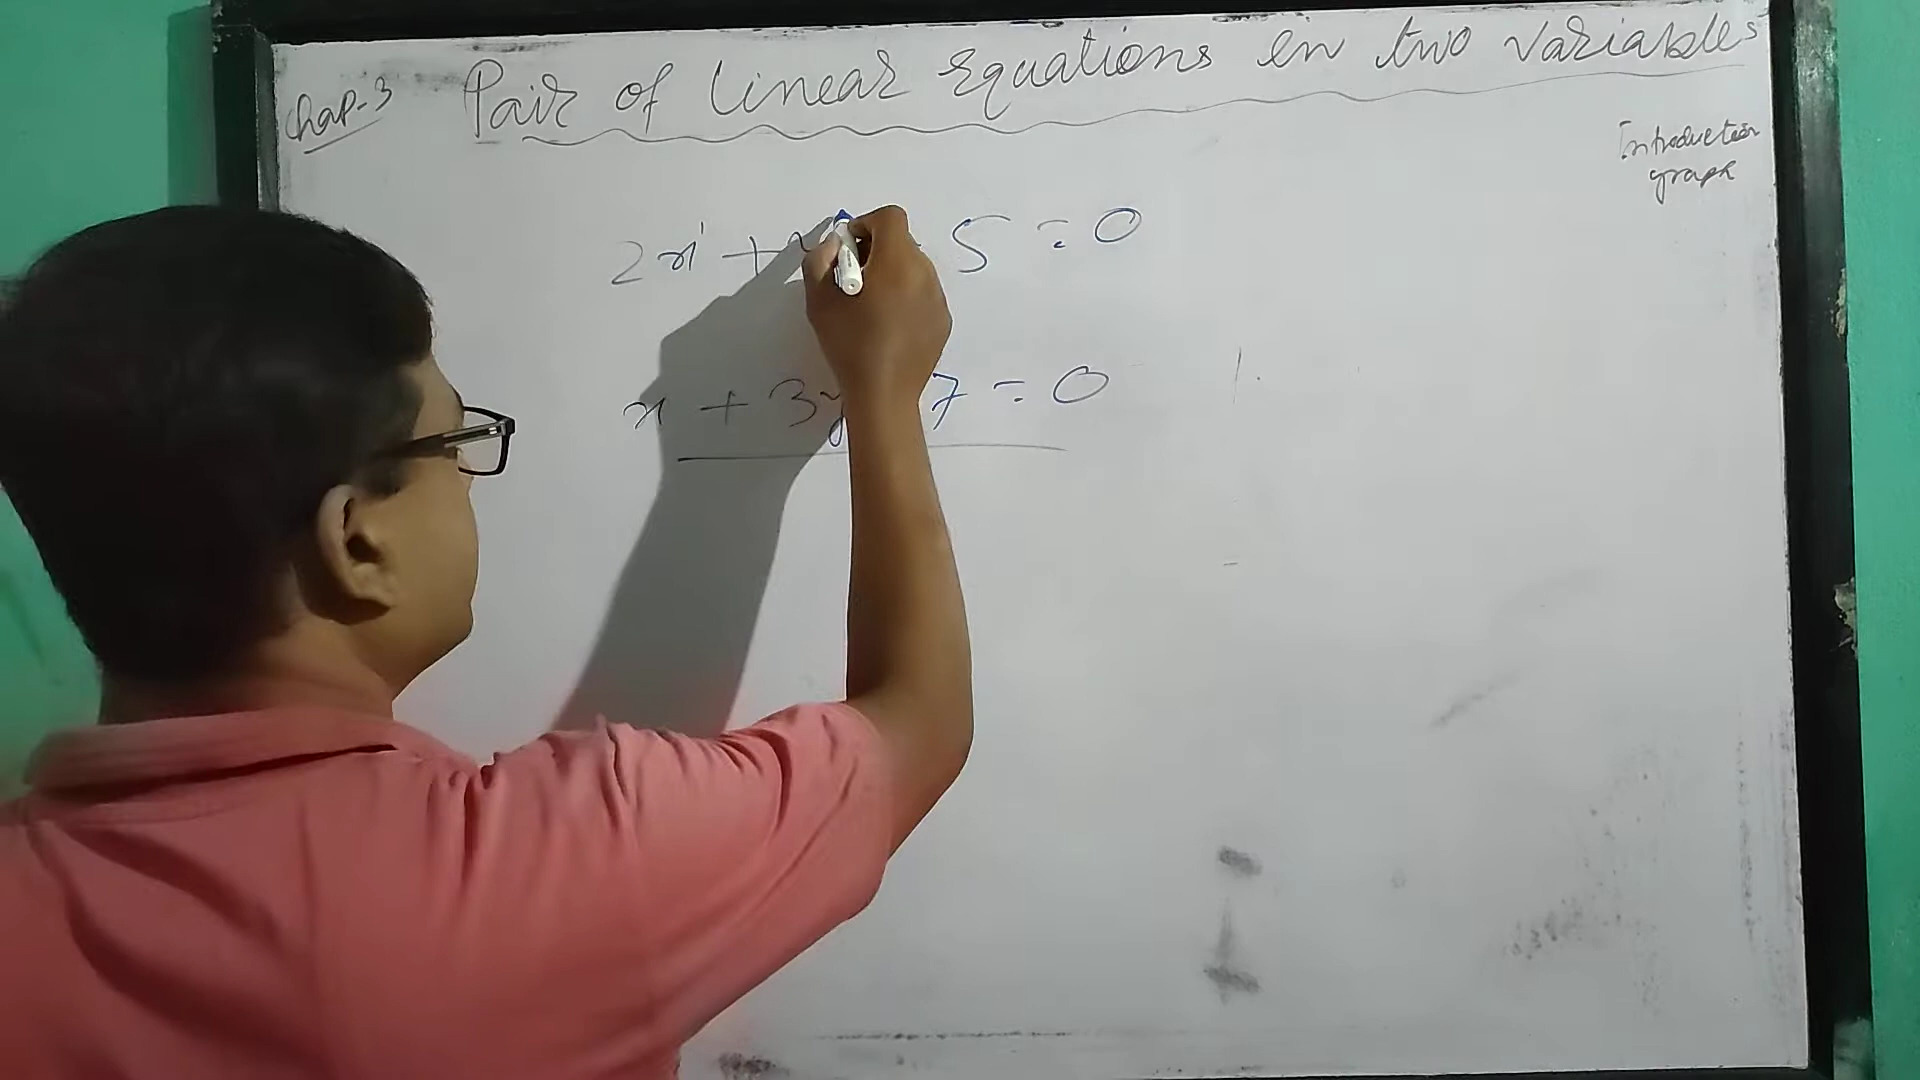 Chap-3 Pair of Linear Equations in two variables
Introduction
graph
2x + 5 = 0
x + 3y 7 = 0